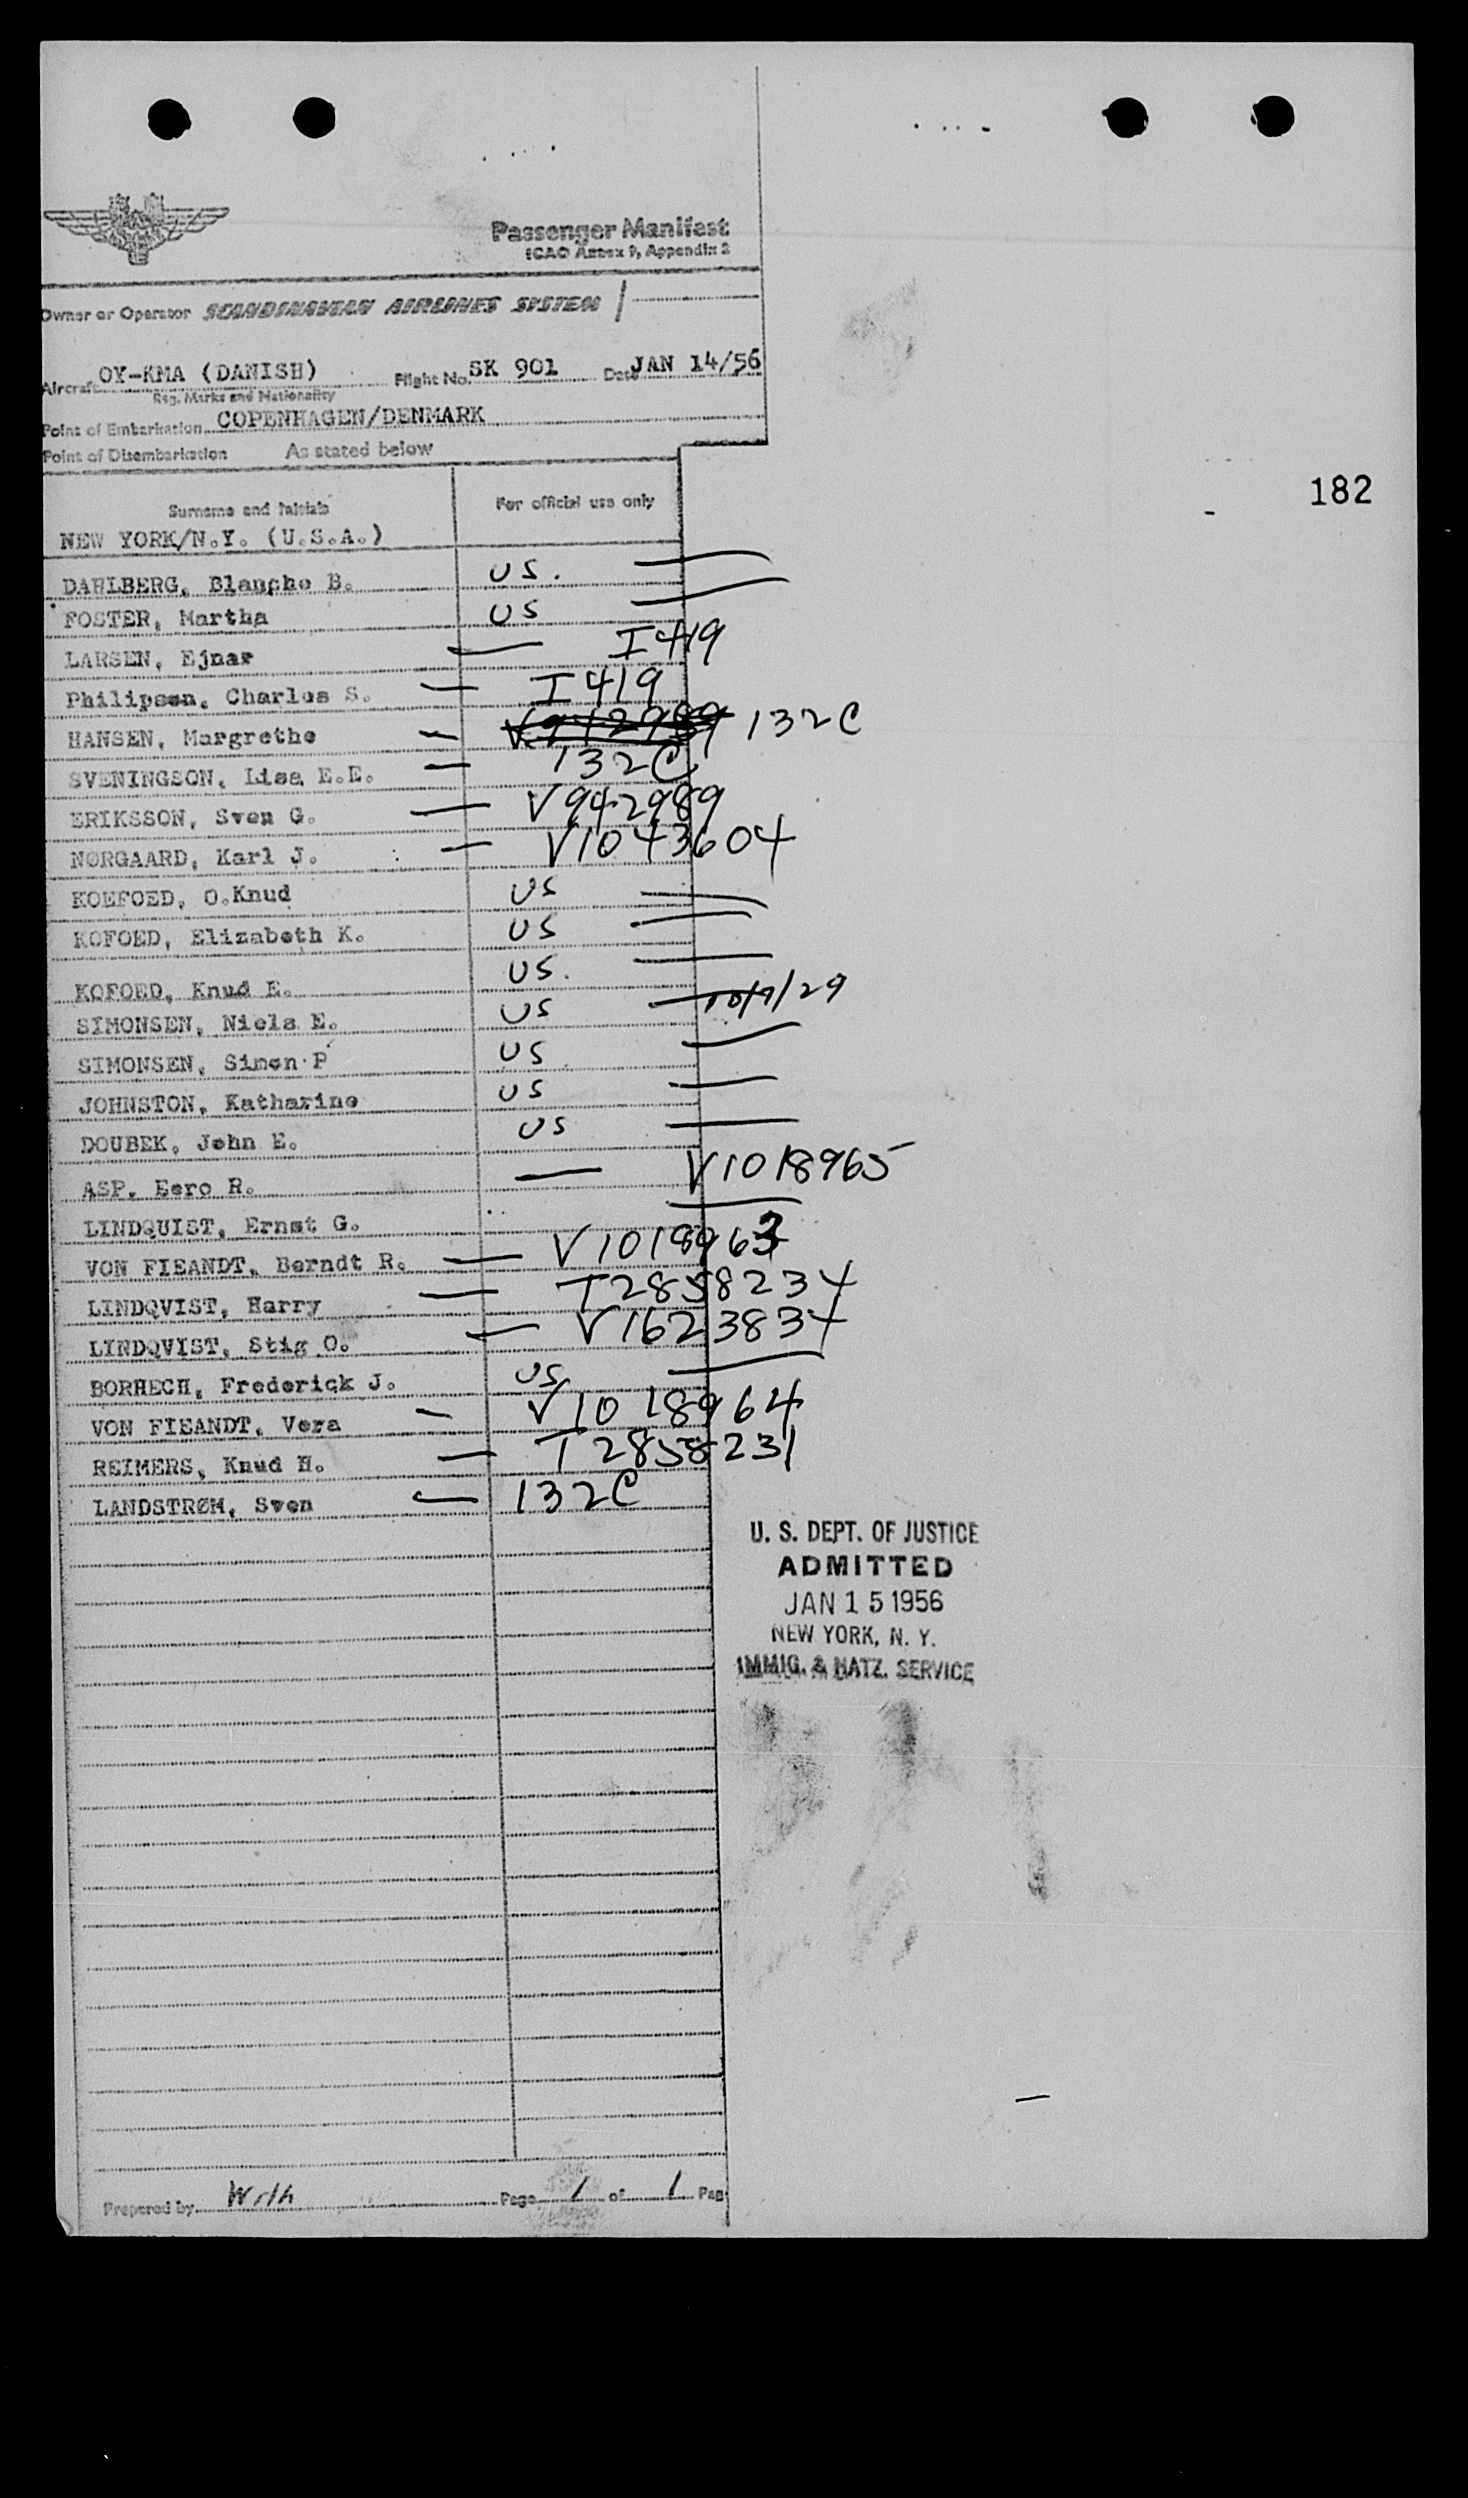 Passenger Manifest
ICAO Annex 9, Appendix 2
Owner or Operator SCANDINAVIAN AIRLINES SYSTEM
Aircraft OY-KMA (DANISH) Flight No. SK 901 Date JAN 14/56
Reg. Marks and Nationality
Point of Embarkation COPENHAGEN/DENMARK
Point of Disembarkation As stated below
182
Surname and Initials For official use only
NEW YORK/N.Y. (U.S.A.)
DAHLBERG, Blanche B. US.
FOSTER, Martha US
LARSEN, Ejnar — I419
Philipsen, Charles S. — I419
HANSEN, Margrethe — V942989 132C
SVENINGSON, Lisa E.E. — 132C
ERIKSSON, Sven G. — V942989
NØRGAARD, Karl J. — V1043604
KOEFOED, O.Knud US
KOFOED, Elizabeth K. US
KOFOED, Knud E. US.
SIMONSEN, Niels E. US 10/9/29
SIMONSEN, Simon P US
JOHNSTON, Katharine US
DOUBEK, John E. US
ASP, Eero R. — V1018965
LINDQUIST, Ernst G.
VON FIEANDT, Berndt R. — V1018963
LINDQVIST, Harry — T2858234
LINDQVIST, Stig O. — V1623834
BORHECH, Frederick J. US
VON FIEANDT, Vera — V1018964
REIMERS, Knud H. — T2858231
LANDSTRØM, Sven — 132C
U. S. DEPT. OF JUSTICE
ADMITTED
JAN 15 1956
NEW YORK, N. Y.
IMMIG. & NATZ. SERVICE
Prepared by Page 1 of 1 Pag